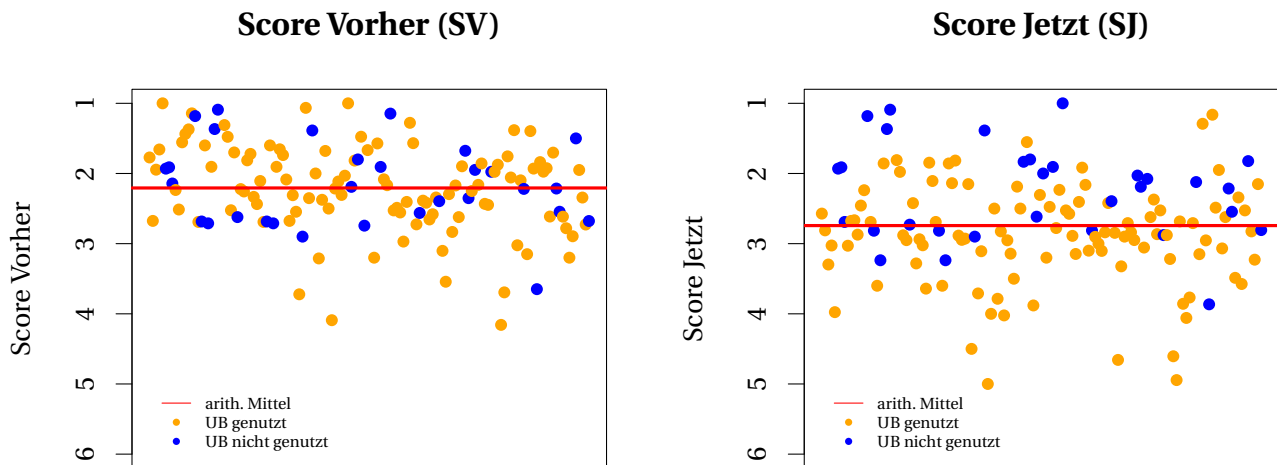 Score Vorher (SV)
Score Vorher
1
2
3
4
5
6
arith. Mittel
UB genutzt
UB nicht genutzt
Score Jetzt (SJ)
Score Jetzt
1
2
3
4
5
6
arith. Mittel
UB genutzt
UB nicht genutzt